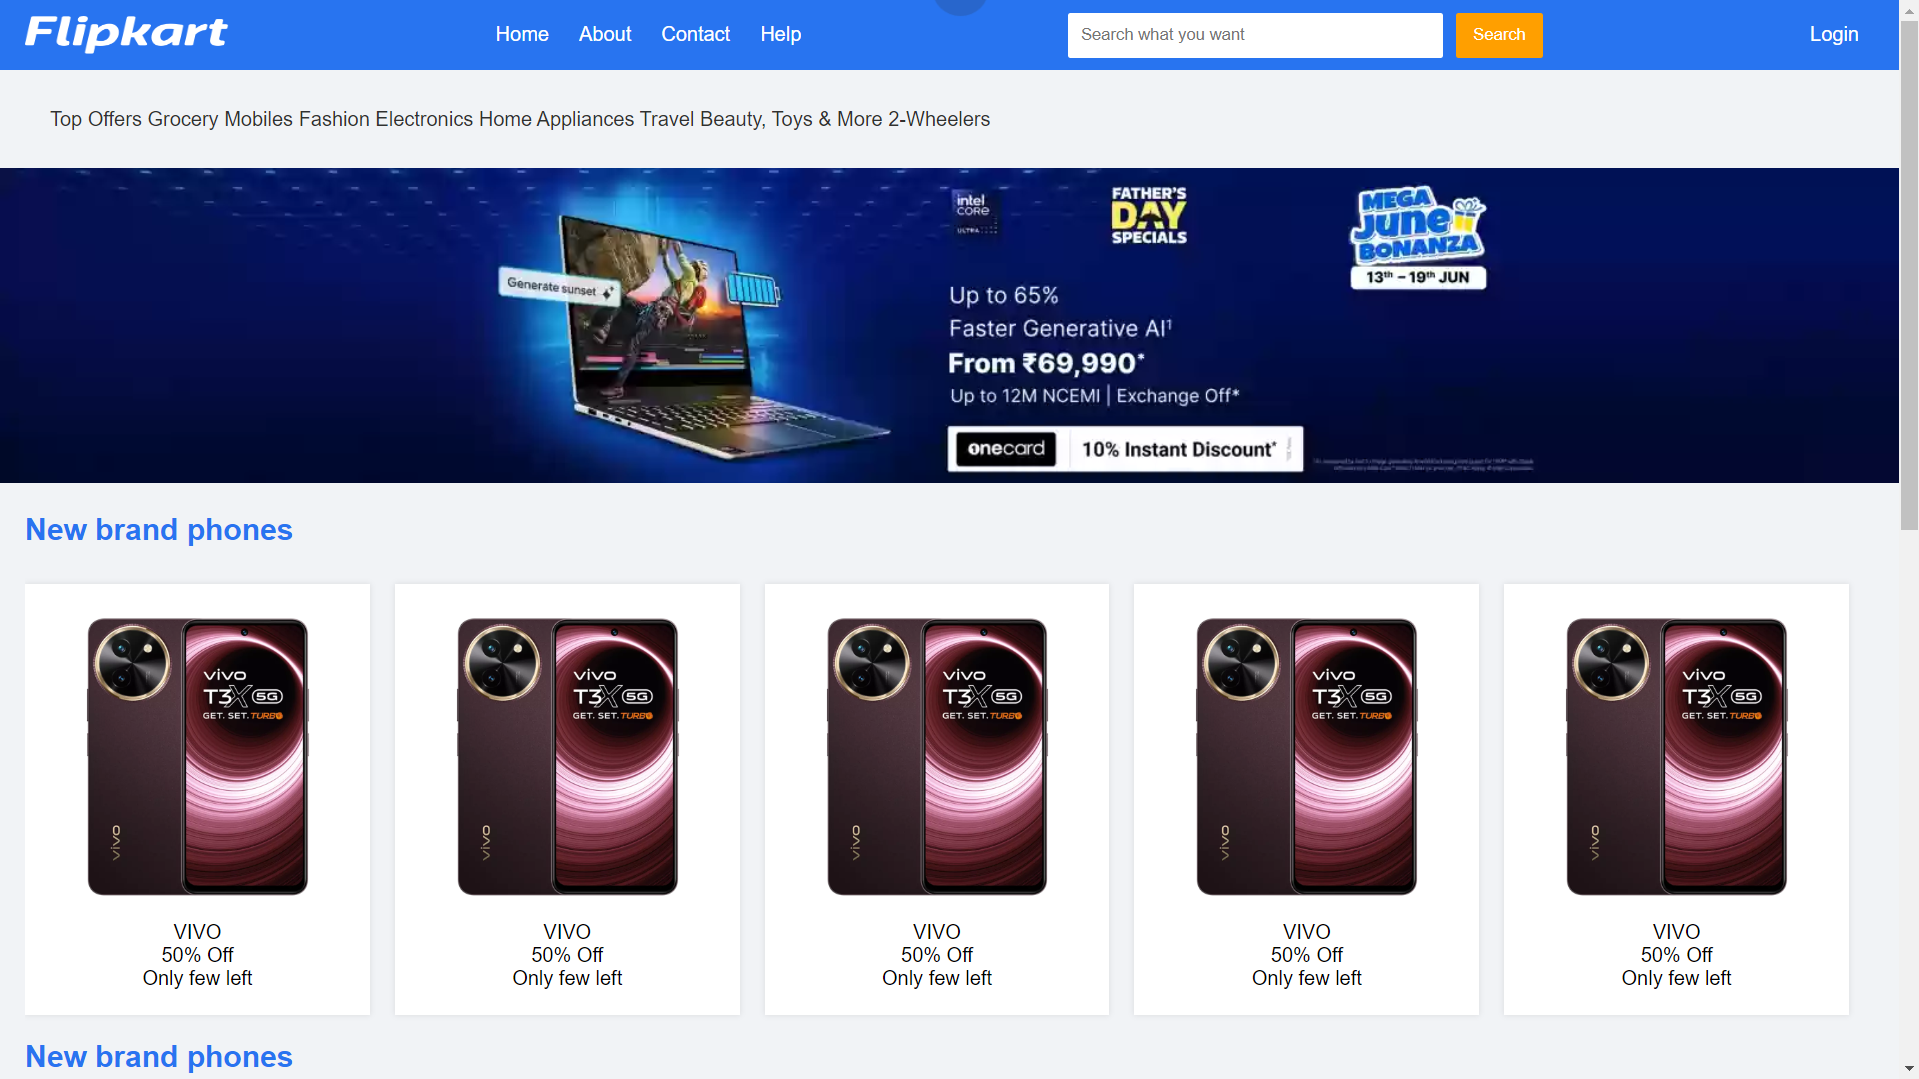 Flipkart
Home About Contact Help
Search what you want
Search
Login
Top Offers Grocery Mobiles Fashion Electronics Home Appliances Travel Beauty, Toys & More 2-Wheelers
Generate sunset
intel
CORE
ULTRA
FATHER'S
DAY
SPECIALS
MEGA
June
BONANZA
13th – 19th JUN
Up to 65%
Faster Generative AI¹
From ₹69,990*
Up to 12M NCEMI | Exchange Off*
onecard
10% Instant Discount*
New brand phones
vivo
T3X 5G
GET. SET. TURBO
vivo
VIVO
50% Off
Only few left
vivo
T3X 5G
GET. SET. TURBO
vivo
VIVO
50% Off
Only few left
vivo
T3X 5G
GET. SET. TURBO
vivo
VIVO
50% Off
Only few left
vivo
T3X 5G
GET. SET. TURBO
vivo
VIVO
50% Off
Only few left
vivo
T3X 5G
GET. SET. TURBO
vivo
VIVO
50% Off
Only few left
New brand phones